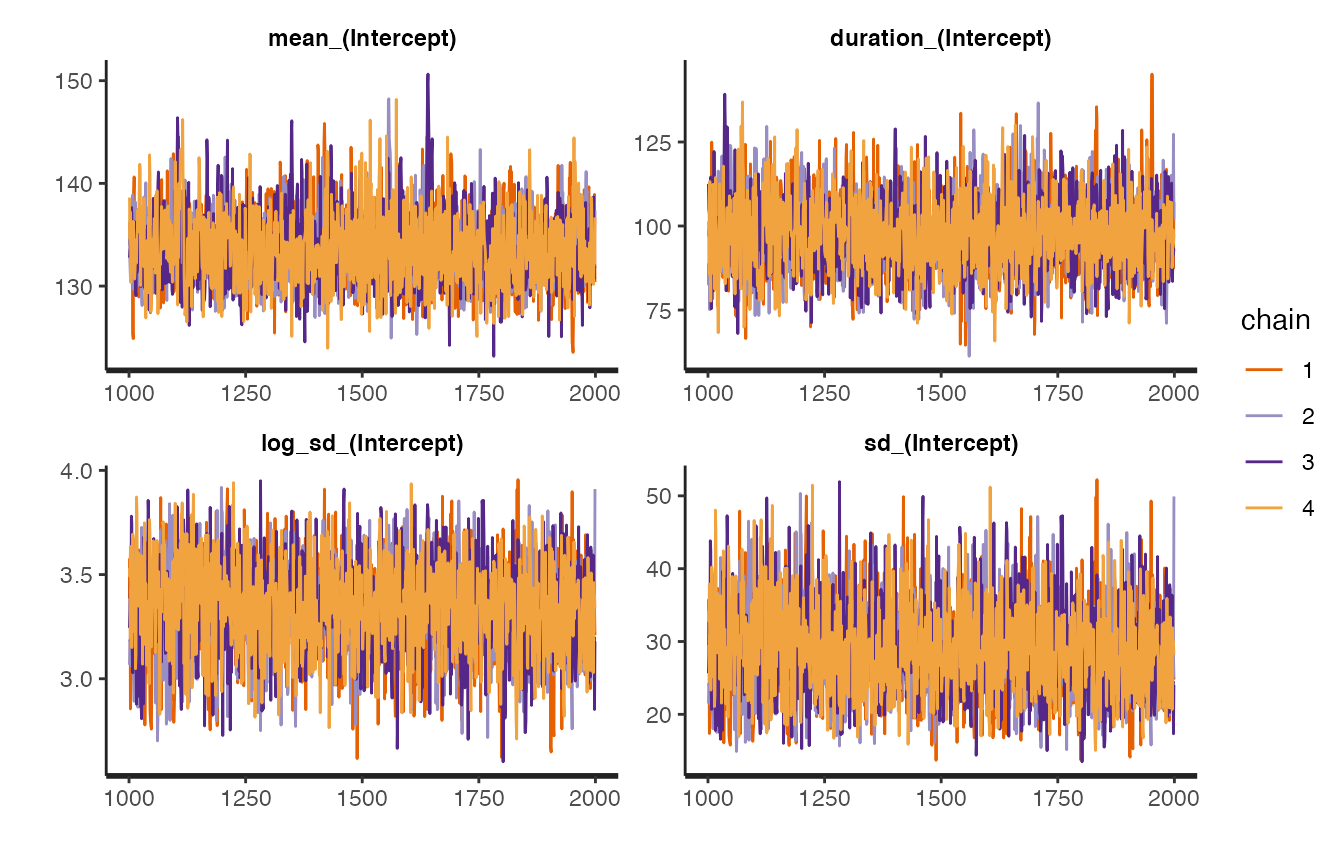 mean_(Intercept)
150
140
130
1000 1250 1500 1750 2000
duration_(Intercept)
125
100
75
1000 1250 1500 1750 2000
log_sd_(Intercept)
4.0
3.5
3.0
1000 1250 1500 1750 2000
sd_(Intercept)
50
40
30
20
1000 1250 1500 1750 2000
chain
1
2
3
4